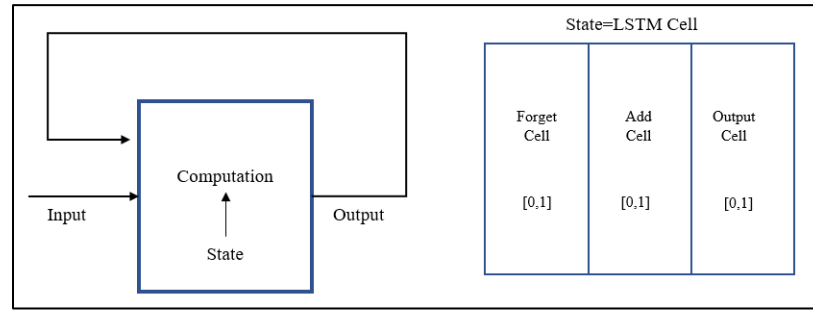 State=LSTM Cell
Forget
Cell
Add
Cell
Output
Cell
[0,1]
[0,1]
[0,1]
Computation
Input
Output
State